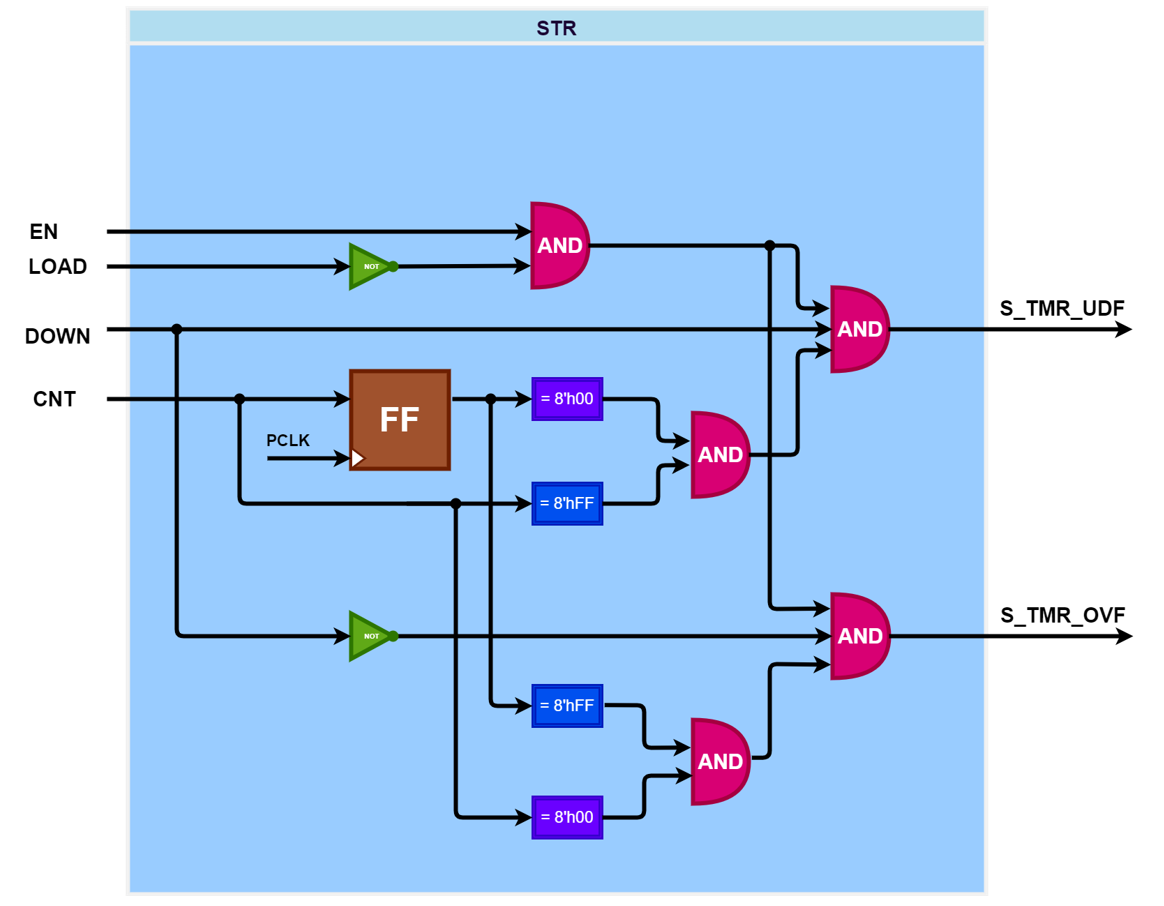 STR
EN
AND
LOAD
NOT
S_TMR_UDF
DOWN
AND
CNT
FF
= 8'h00
PCLK
AND
= 8'hFF
S_TMR_OVF
NOT
AND
= 8'hFF
AND
= 8'h00